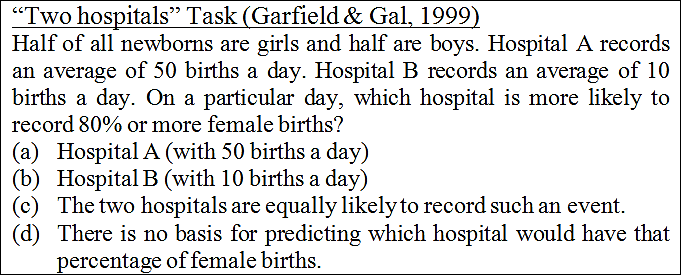 “Two hospitals” Task (Garfield & Gal, 1999)
Half of all newborns are girls and half are boys. Hospital A records
an average of 50 births a day. Hospital B records an average of 10
births a day. On a particular day, which hospital is more likely to
record 80% or more female births?
(a) Hospital A (with 50 births a day)
(b) Hospital B (with 10 births a day)
(c) The two hospitals are equally likely to record such an event.
(d) There is no basis for predicting which hospital would have that
percentage of female births.